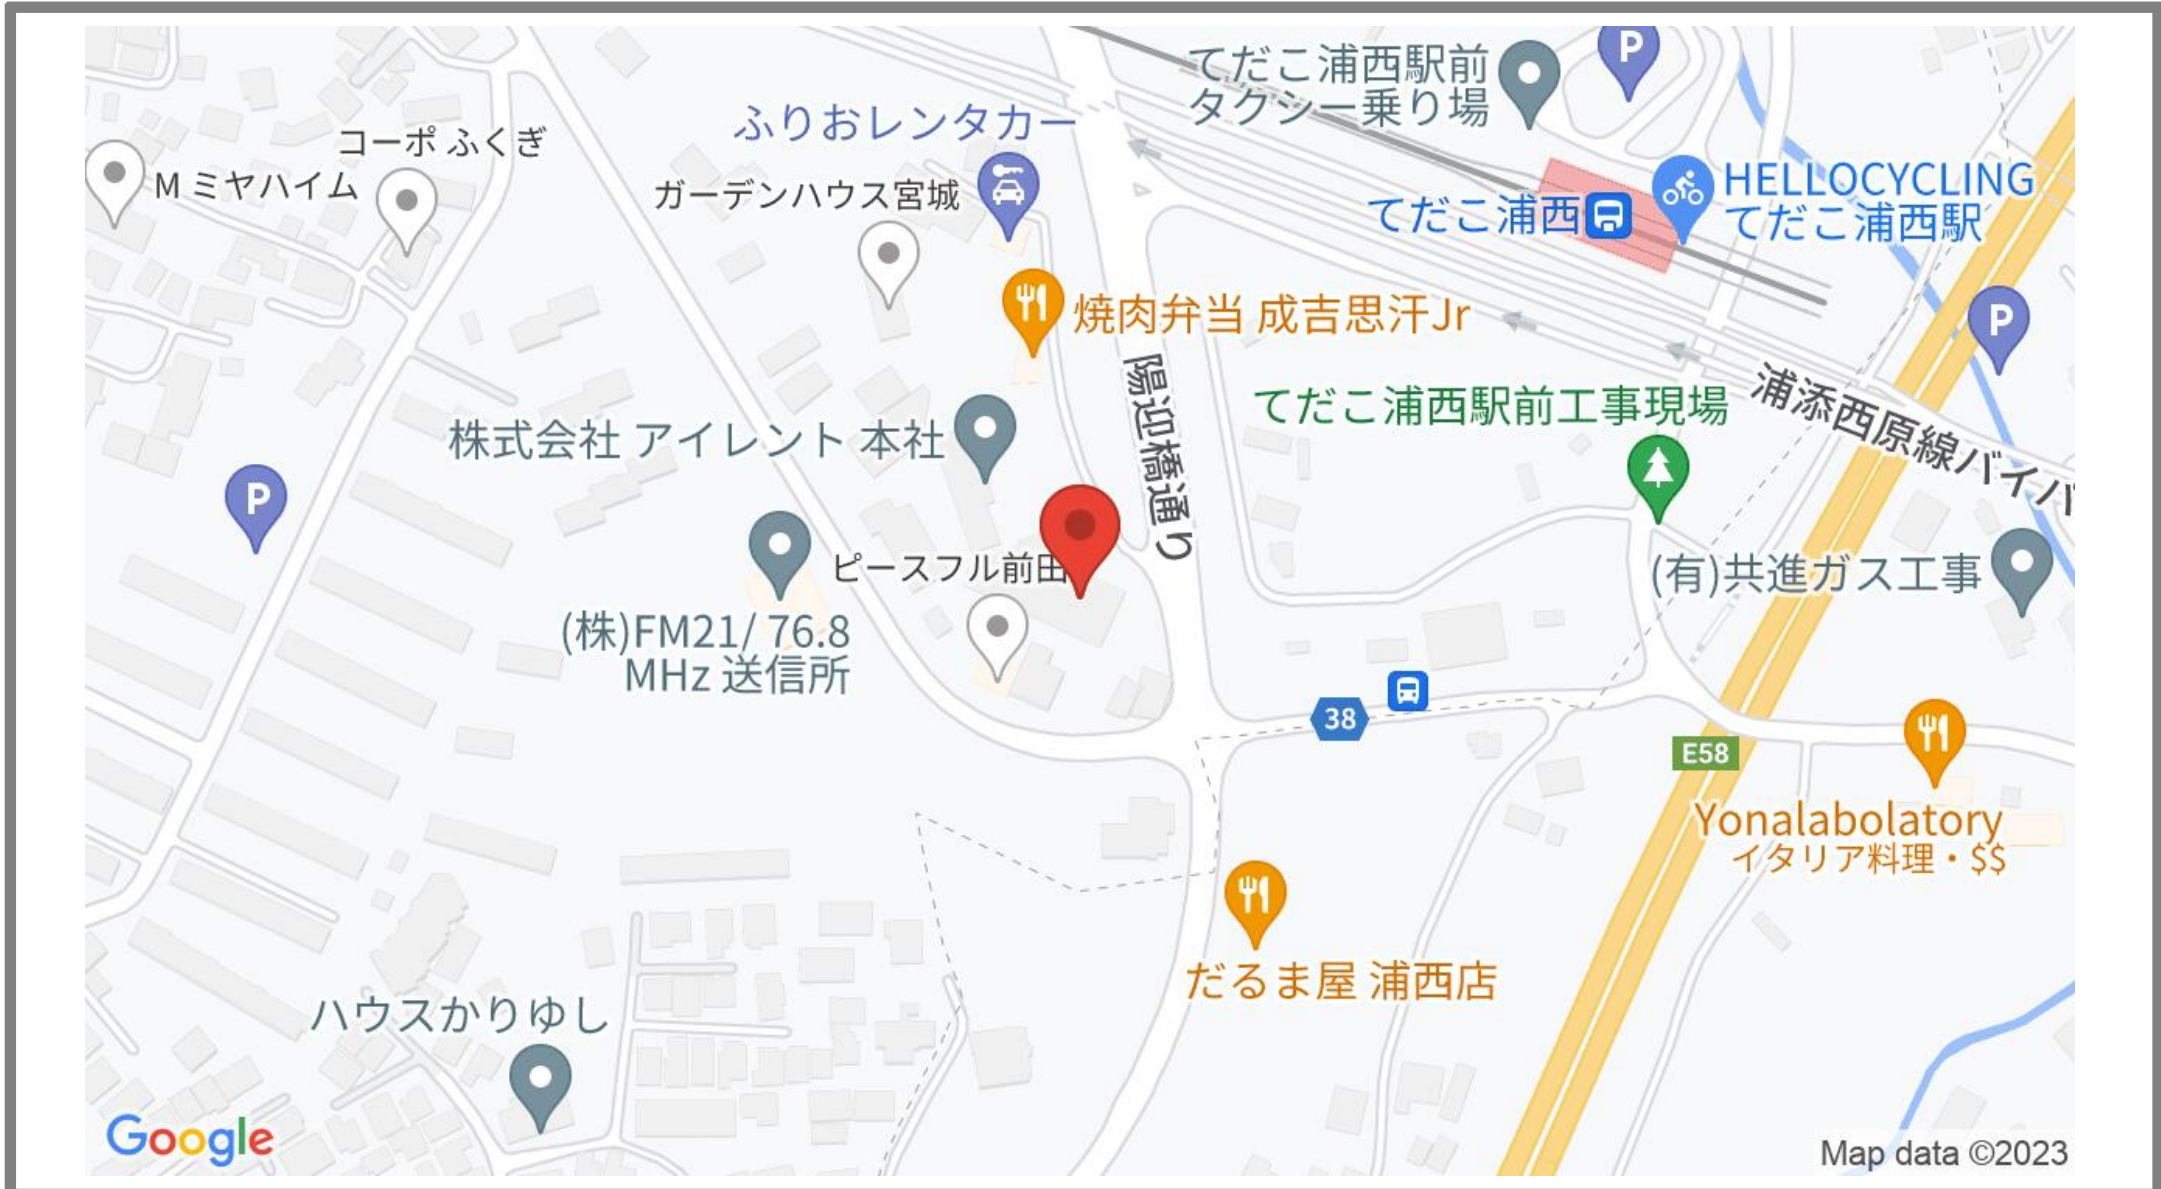 てだこ浦西駅前
タクシー乗り場
P
ふりおレンタカー
コーポ ふくぎ
M ミヤハイム
ガーデンハウス宮城
てだこ浦西
HELLOCYCLING
てだこ浦西駅
焼肉弁当 成吉思汗Jr
P
陽迎橋通り
てだこ浦西駅前工事現場
浦添西原線バイパ
株式会社 アイレント 本社
P
ピースフル前田
(有)共進ガス工事
(株)FM21/ 76.8
MHz 送信所
38
E58
Yonalabolatory
イタリア料理・$$
だるま屋 浦西店
ハウスかりゆし
Google
Map data ©2023